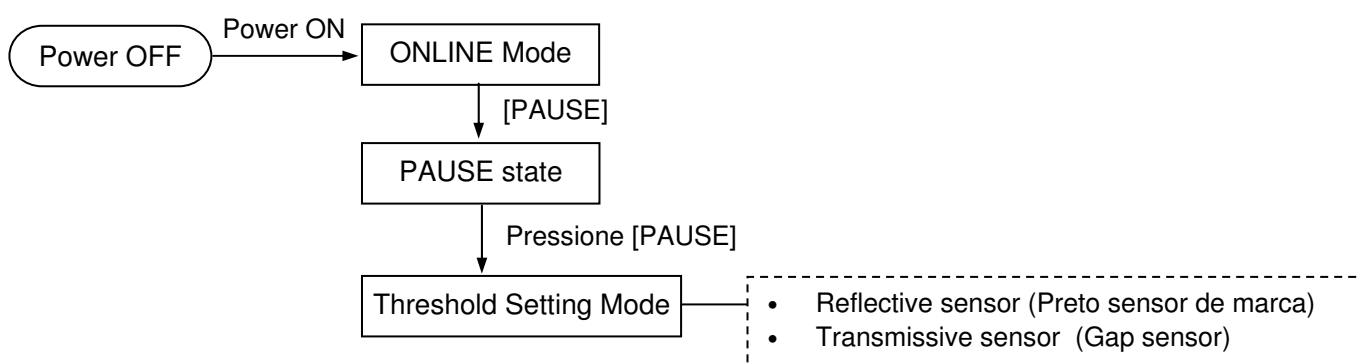 Power OFF
Power ON
ONLINE Mode
[PAUSE]
PAUSE state
Pressione [PAUSE]
Threshold Setting Mode
• Reflective sensor (Preto sensor de marca)
• Transmissive sensor (Gap sensor)